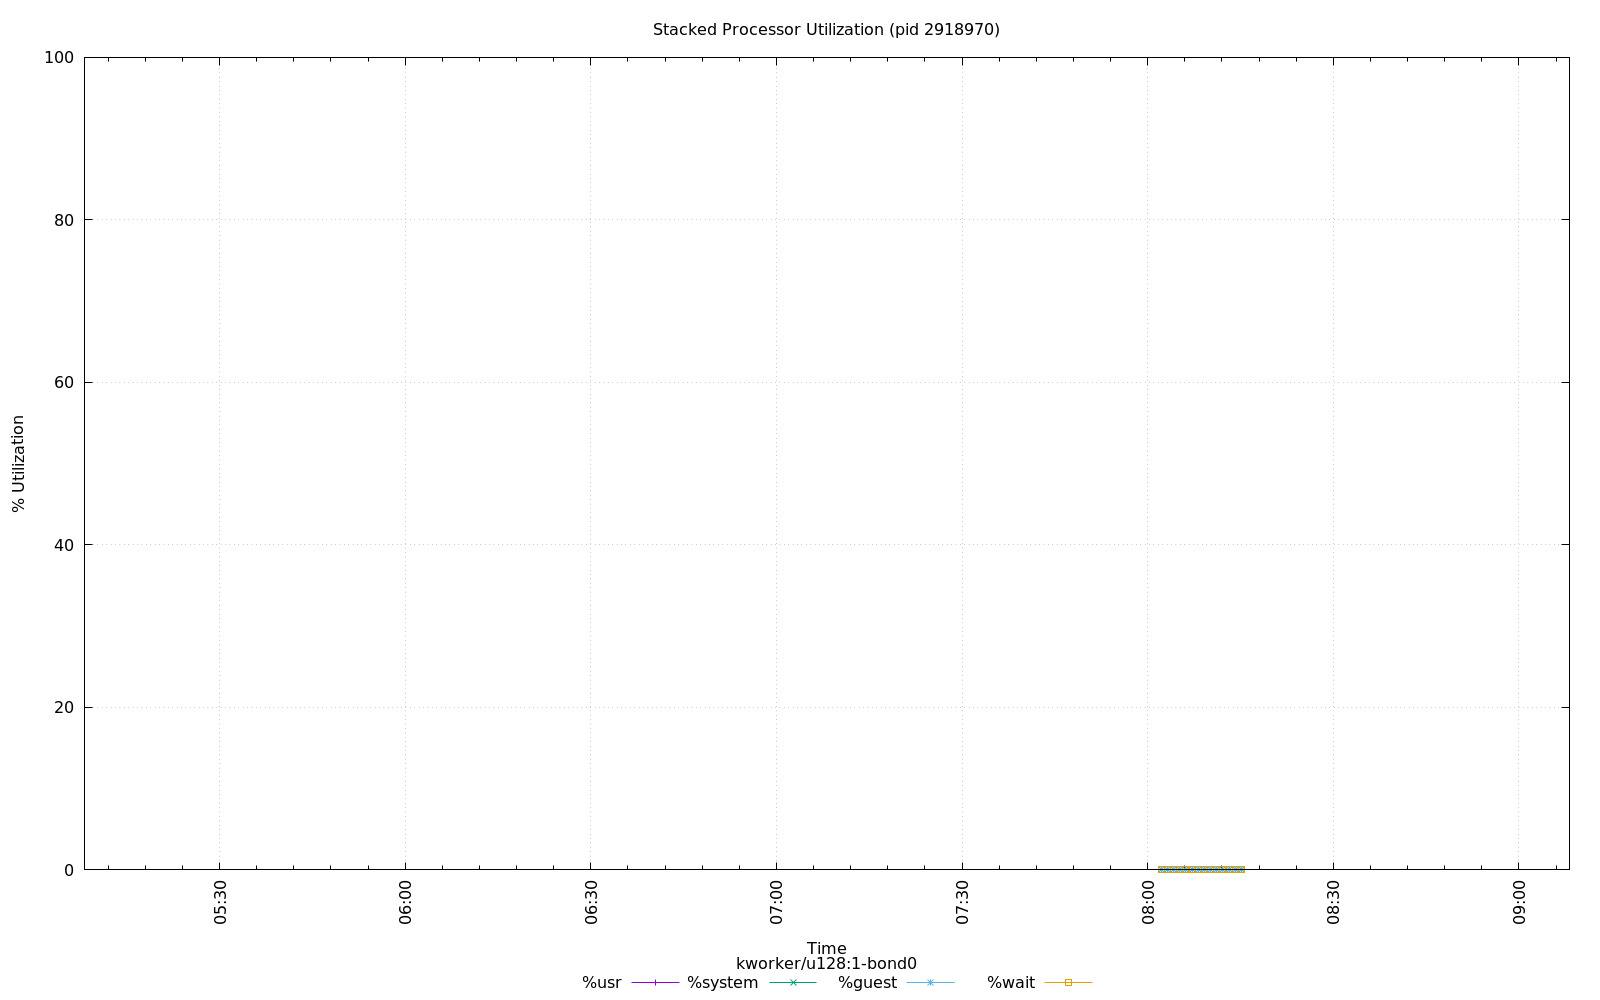 Stacked Processor Utilization (pid 2918970)
100
80
60
40
20
0
% Utilization
05:30 06:00 06:30 07:00 07:30 08:00 08:30 09:00
Time
kworker/u128:1-bond0
%usr %system %guest %wait